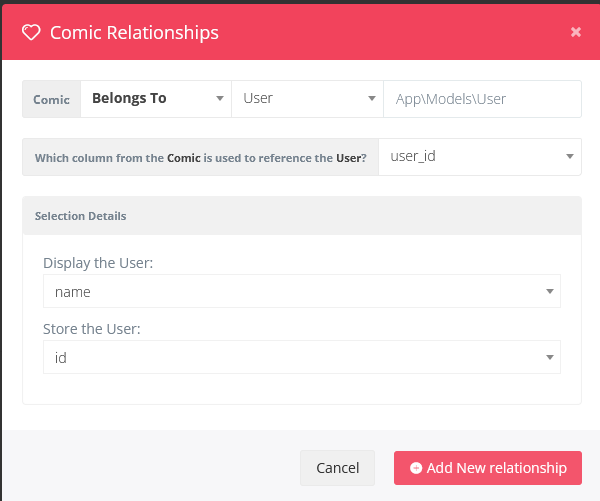 Comic Relationships
Comic Belongs To User App\Models\User
Which column from the Comic is used to reference the User? user_id
Selection Details
Display the User:
name
Store the User:
id
Cancel Add New relationship